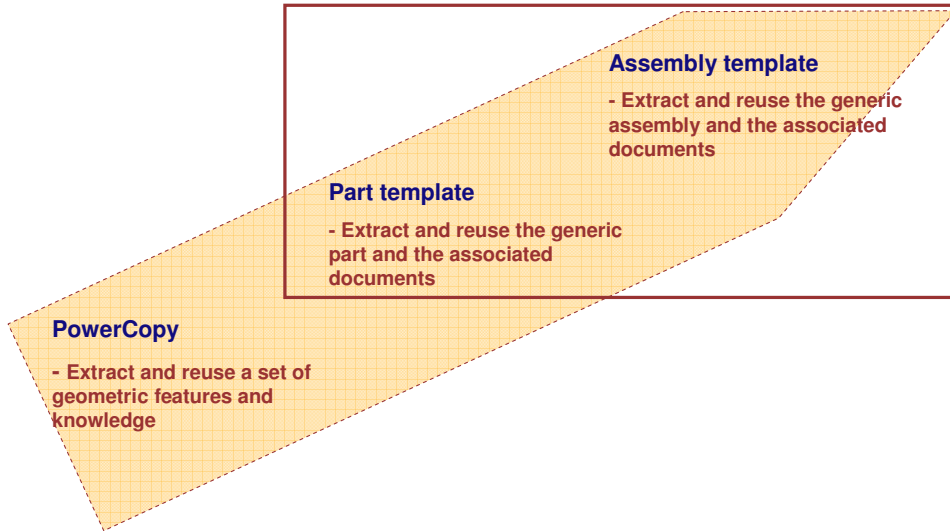 Assembly template
- Extract and reuse the generic
assembly and the associated
documents
Part template
- Extract and reuse the generic
part and the associated
documents
PowerCopy
- Extract and reuse a set of
geometric features and
knowledge